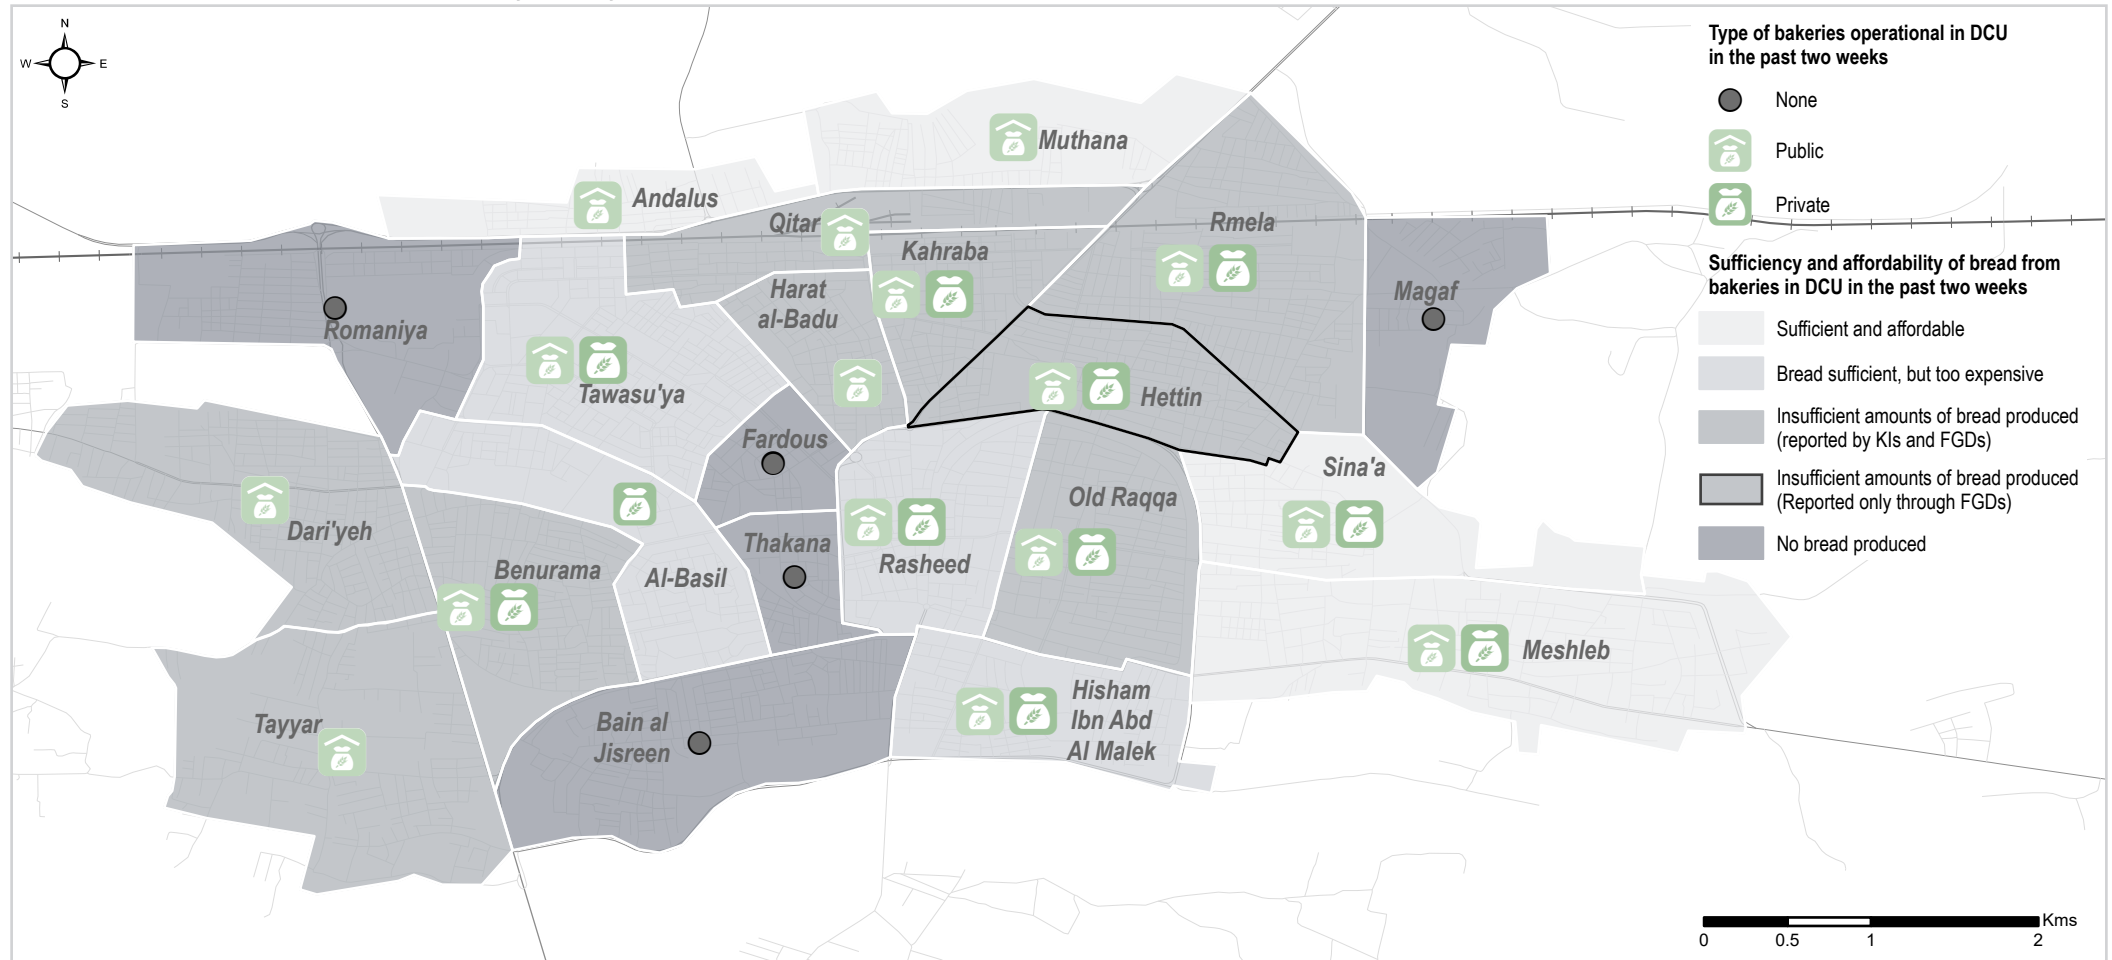 N
W
E
S
Type of bakeries operational in DCU
in the past two weeks
None
Public
Private
Sufficiency and affordability of bread from
bakeries in DCU in the past two weeks
Sufficient and affordable
Bread sufficient, but too expensive
Insufficient amounts of bread produced
(reported by KIs and FGDs)
Insufficient amounts of bread produced
(Reported only through FGDs)
No bread produced
Muthana
Andalus
Qitar
Rmela
Kahraba
Harat
al-Badu
Magaf
Romaniya
Tawasu'ya
Hettin
Fardous
Sina'a
Old Raqqa
Dari'yeh
Thakana
Rasheed
Benurama
Al-Basil
Meshleb
Tayyar
Bain al
Jisreen
Hisham
Ibn Abd
Al Malek
Kms
0
0.5
1
2